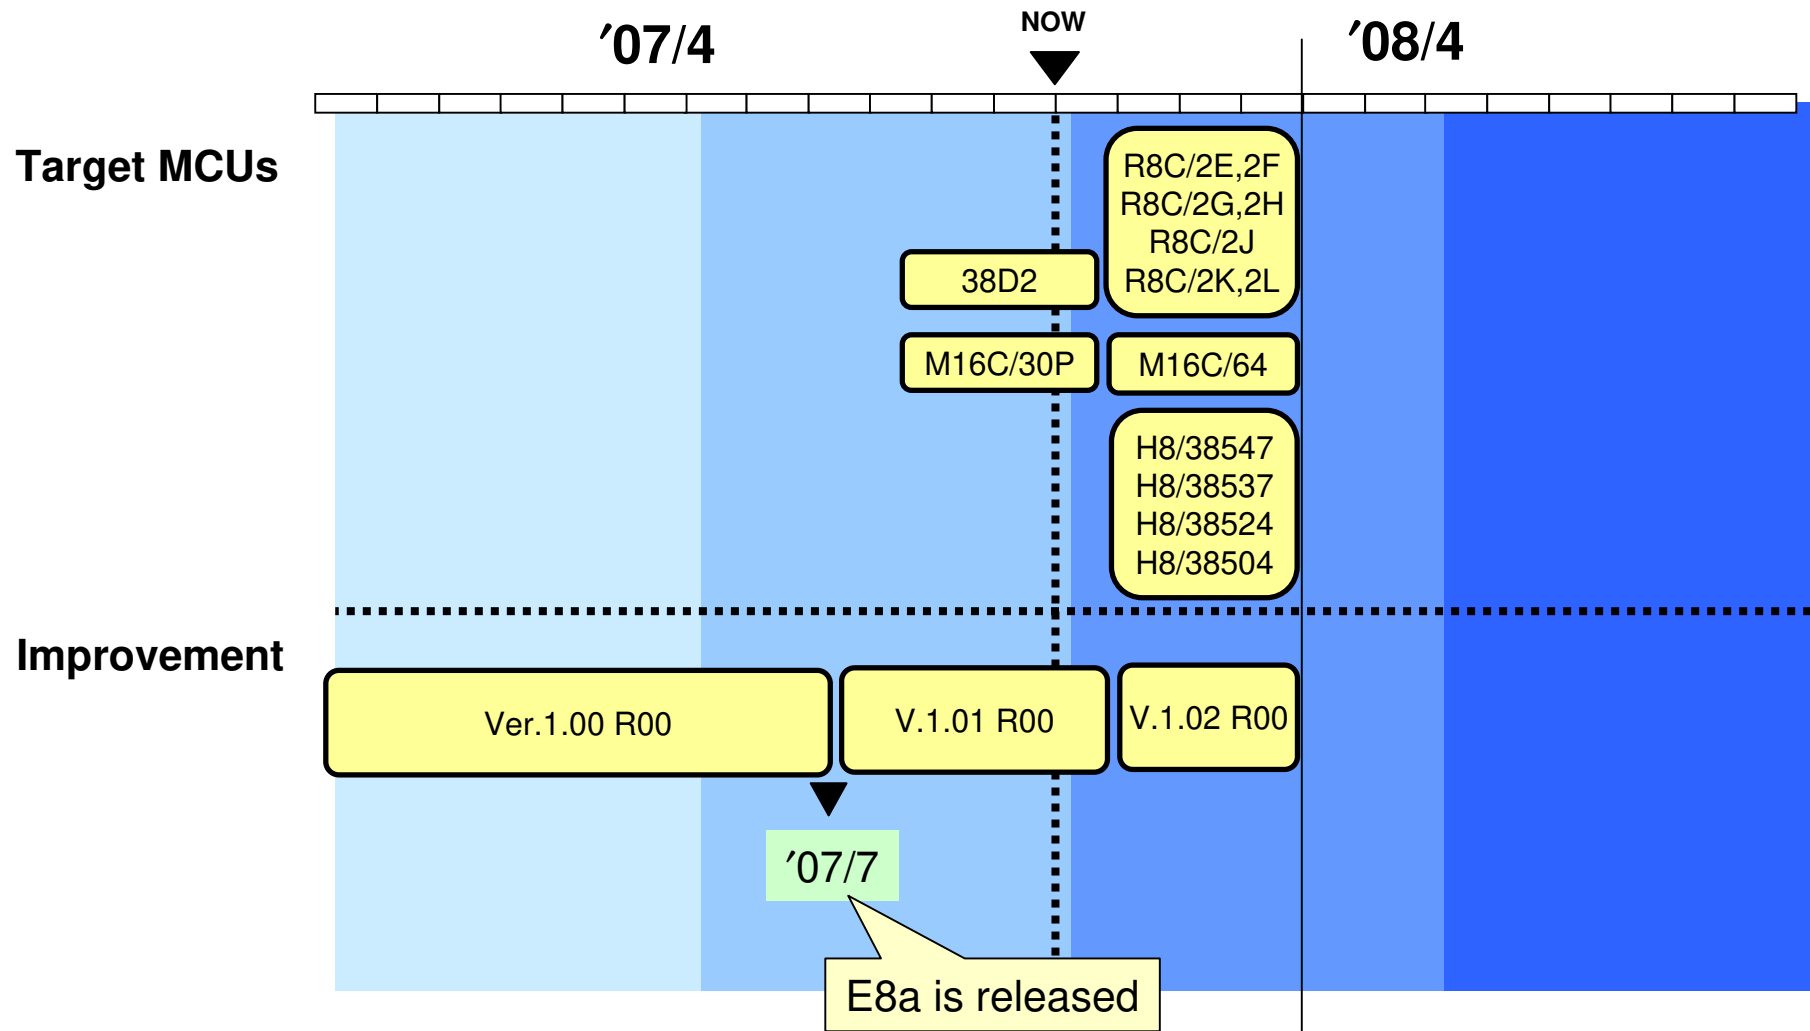 ′07/4
NOW
′08/4
Target MCUs
R8C/2E,2F
R8C/2G,2H
R8C/2J
R8C/2K,2L
38D2
M16C/30P
M16C/64
H8/38547
H8/38537
H8/38524
H8/38504
Improvement
Ver.1.00 R00
V.1.01 R00
V.1.02 R00
′07/7
E8a is released